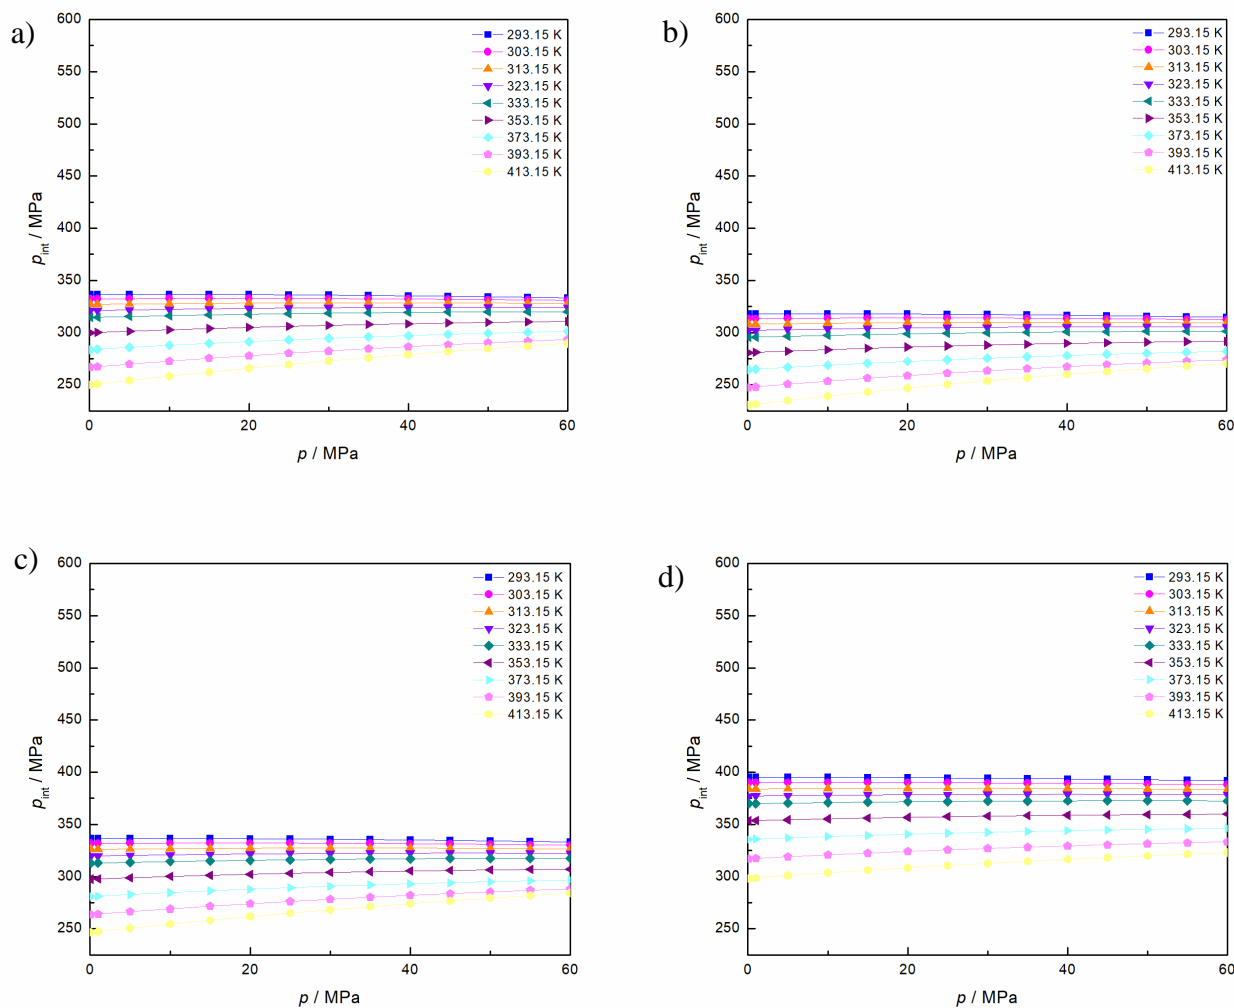 a)
600
550
500
450
400
350
300
250
0
20
40
60
p_int / MPa
p / MPa
293.15 K
303.15 K
313.15 K
323.15 K
333.15 K
353.15 K
373.15 K
393.15 K
413.15 K
b)
600
550
500
450
400
350
300
250
0
20
40
60
p_int / MPa
p / MPa
293.15 K
303.15 K
313.15 K
323.15 K
333.15 K
353.15 K
373.15 K
393.15 K
413.15 K
c)
600
550
500
450
400
350
300
250
0
20
40
60
p_int / MPa
p / MPa
293.15 K
303.15 K
313.15 K
323.15 K
333.15 K
353.15 K
373.15 K
393.15 K
413.15 K
d)
600
550
500
450
400
350
300
250
0
20
40
60
p_int / MPa
p / MPa
293.15 K
303.15 K
313.15 K
323.15 K
333.15 K
353.15 K
373.15 K
393.15 K
413.15 K